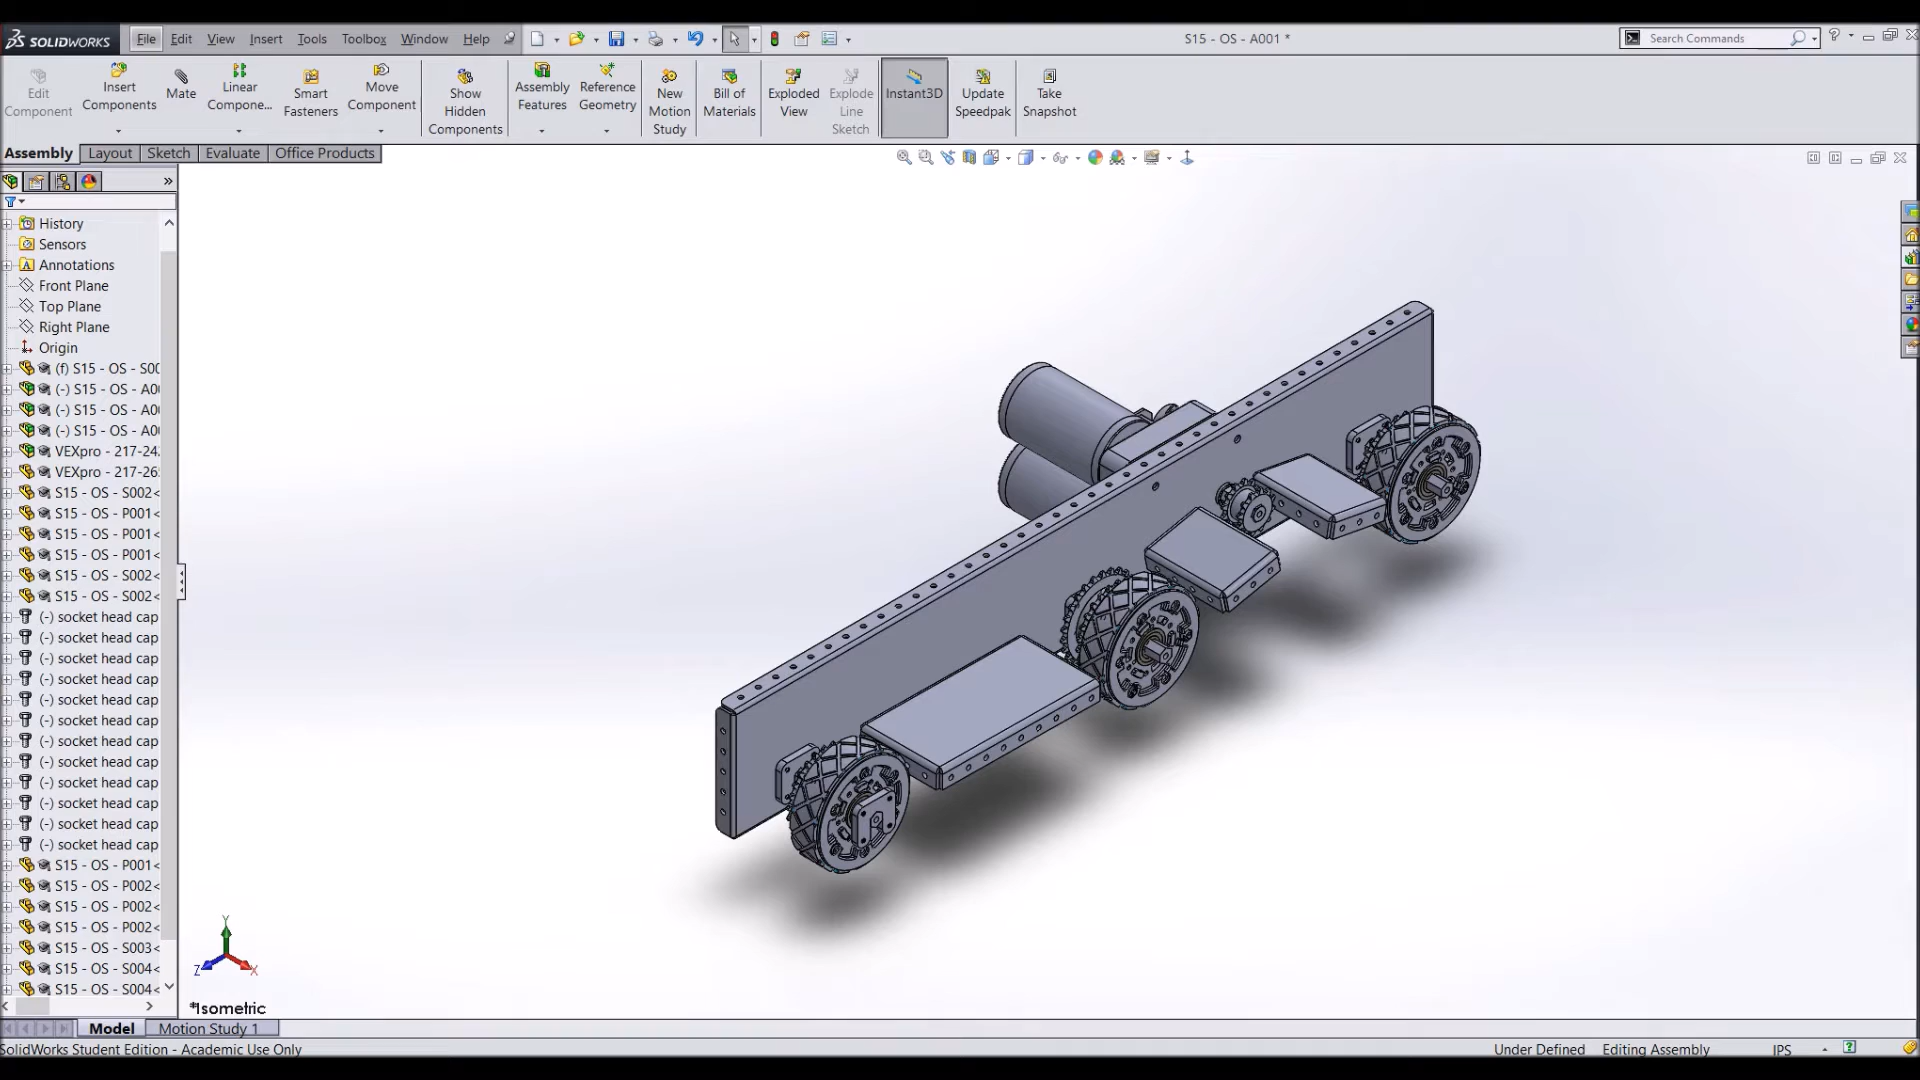 SOLIDWORKS File Edit View Insert Tools Toolbox Window Help S15 - OS - A001 * Search Commands
Edit Component
Insert Components
Mate
Linear Compone...
Smart Fasteners
Move Component
Show Hidden Components
Assembly Features
Reference Geometry
New Motion Study
Bill of Materials
Exploded View
Explode Line Sketch
Instant3D
Update Speedpak
Take Snapshot
Assembly Layout Sketch Evaluate Office Products
History
Sensors
Annotations
Front Plane
Top Plane
Right Plane
Origin
(f) S15 - OS - S00
(-) S15 - OS - A00
(-) S15 - OS - A00
(-) S15 - OS - A00
VEXpro - 217-24
VEXpro - 217-26
S15 - OS - S002<
S15 - OS - P001<
S15 - OS - P001<
S15 - OS - P001<
S15 - OS - S002<
S15 - OS - S002<
(-) socket head cap
(-) socket head cap
(-) socket head cap
(-) socket head cap
(-) socket head cap
(-) socket head cap
(-) socket head cap
(-) socket head cap
(-) socket head cap
(-) socket head cap
(-) socket head cap
(-) socket head cap
S15 - OS - P001<
S15 - OS - P002<
S15 - OS - P002<
S15 - OS - P002<
S15 - OS - S003<
S15 - OS - S004<
S15 - OS - S004<
Y
Z X
*Isometric
Model Motion Study 1
SolidWorks Student Edition - Academic Use Only Under Defined Editing Assembly IPS